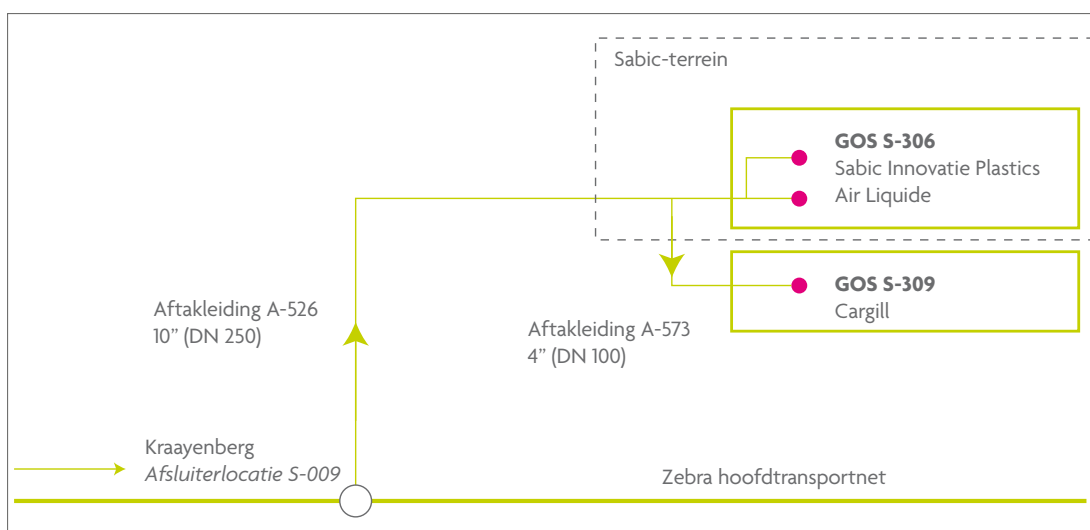 Sabic-terrein
GOS S-306
Sabic Innovatie Plastics
Air Liquide
GOS S-309
Cargill
Aftakleiding A-526
10” (DN 250)
Aftakleiding A-573
4” (DN 100)
Kraayenberg
Afsluiterlocatie S-009
Zebra hoofdtransportnet